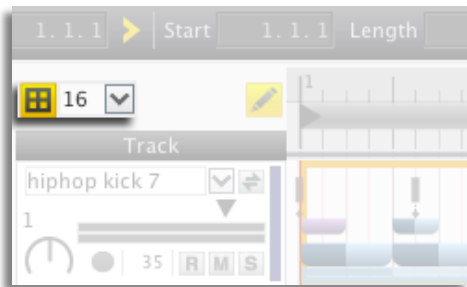 1. 1. 1 Start 1. 1. 1 Length
16
1
Track
hiphop kick 7
1
35 R M S